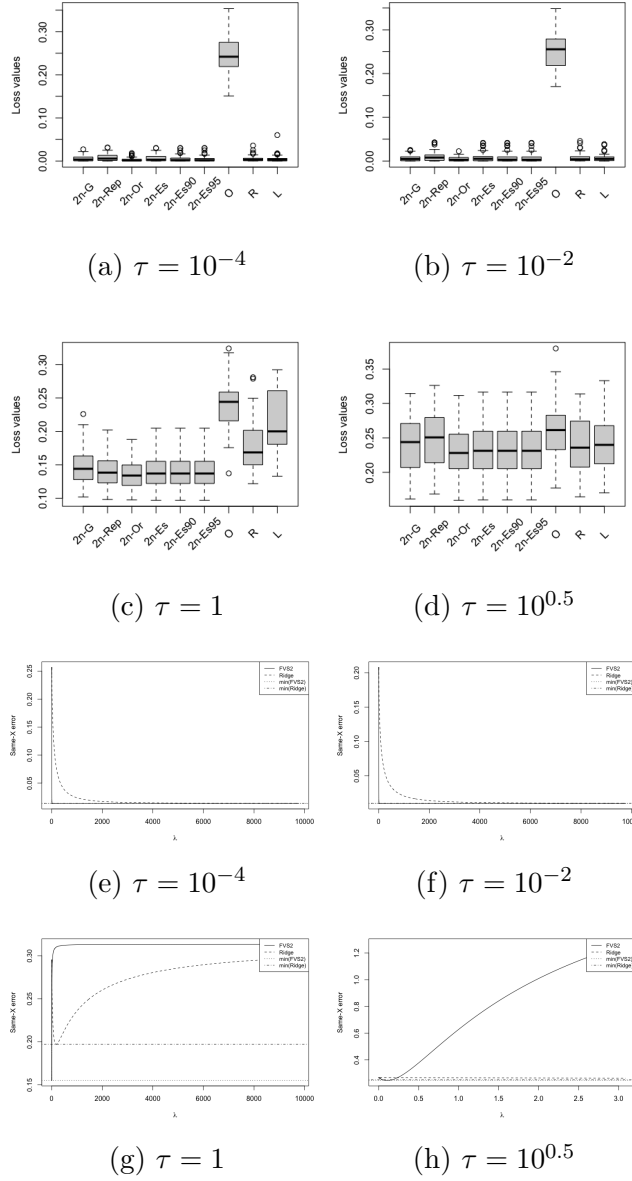 Loss values
0.00 0.10 0.20 0.30
2n-G 2n-Rep 2n-Or 2n-Es 2n-Es90 2n-Es95 O R L
(a) τ = 10⁻⁴
Loss values
0.00 0.10 0.20 0.30
2n-G 2n-Rep 2n-Or 2n-Es 2n-Es90 2n-Es95 O R L
(b) τ = 10⁻²
Loss values
0.10 0.15 0.20 0.25 0.30
2n-G 2n-Rep 2n-Or 2n-Es 2n-Es90 2n-Es95 O R L
(c) τ = 1
Loss values
0.20 0.25 0.30 0.35
2n-G 2n-Rep 2n-Or 2n-Es 2n-Es90 2n-Es95 O R L
(d) τ = 10⁰·⁵
Same-X error
0.05 0.10 0.15 0.20 0.25
FVS2
Ridge
min(FVS2)
min(Ridge)
0 2000 4000 6000 8000 10000
λ
(e) τ = 10⁻⁴
Same-X error
0.05 0.10 0.15 0.20
FVS2
Ridge
min(FVS2)
min(Ridge)
0 2000 4000 6000 8000 10000
λ
(f) τ = 10⁻²
Same-X error
0.15 0.20 0.25 0.30
FVS2
Ridge
min(FVS2)
min(Ridge)
0 2000 4000 6000 8000 10000
λ
(g) τ = 1
Same-X error
0.4 0.6 0.8 1.0 1.2
FVS2
Ridge
min(FVS2)
min(Ridge)
0.0 0.5 1.0 1.5 2.0 2.5 3.0
λ
(h) τ = 10⁰·⁵